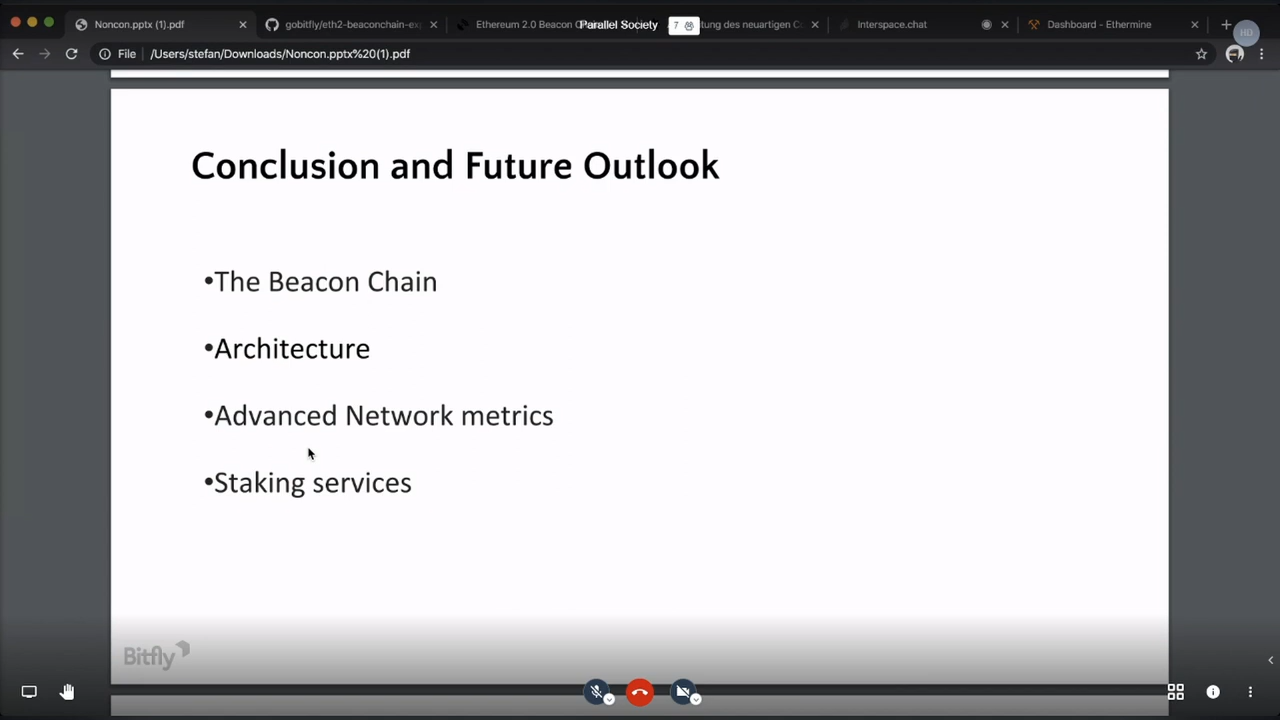 Noncon.pptx (1).pdf
gobitfly/eth2-beaconchain-ex
Ethereum 2.0 Beacon
Parallel Society
7
tung des neuartigen
Interspace.chat
Dashboard - Ethermine
HD
File
/Users/stefan/Downloads/Noncon.pptx%20(1).pdf
Conclusion and Future Outlook
•The Beacon Chain
•Architecture
•Advanced Network metrics
•Staking services
Bitfly